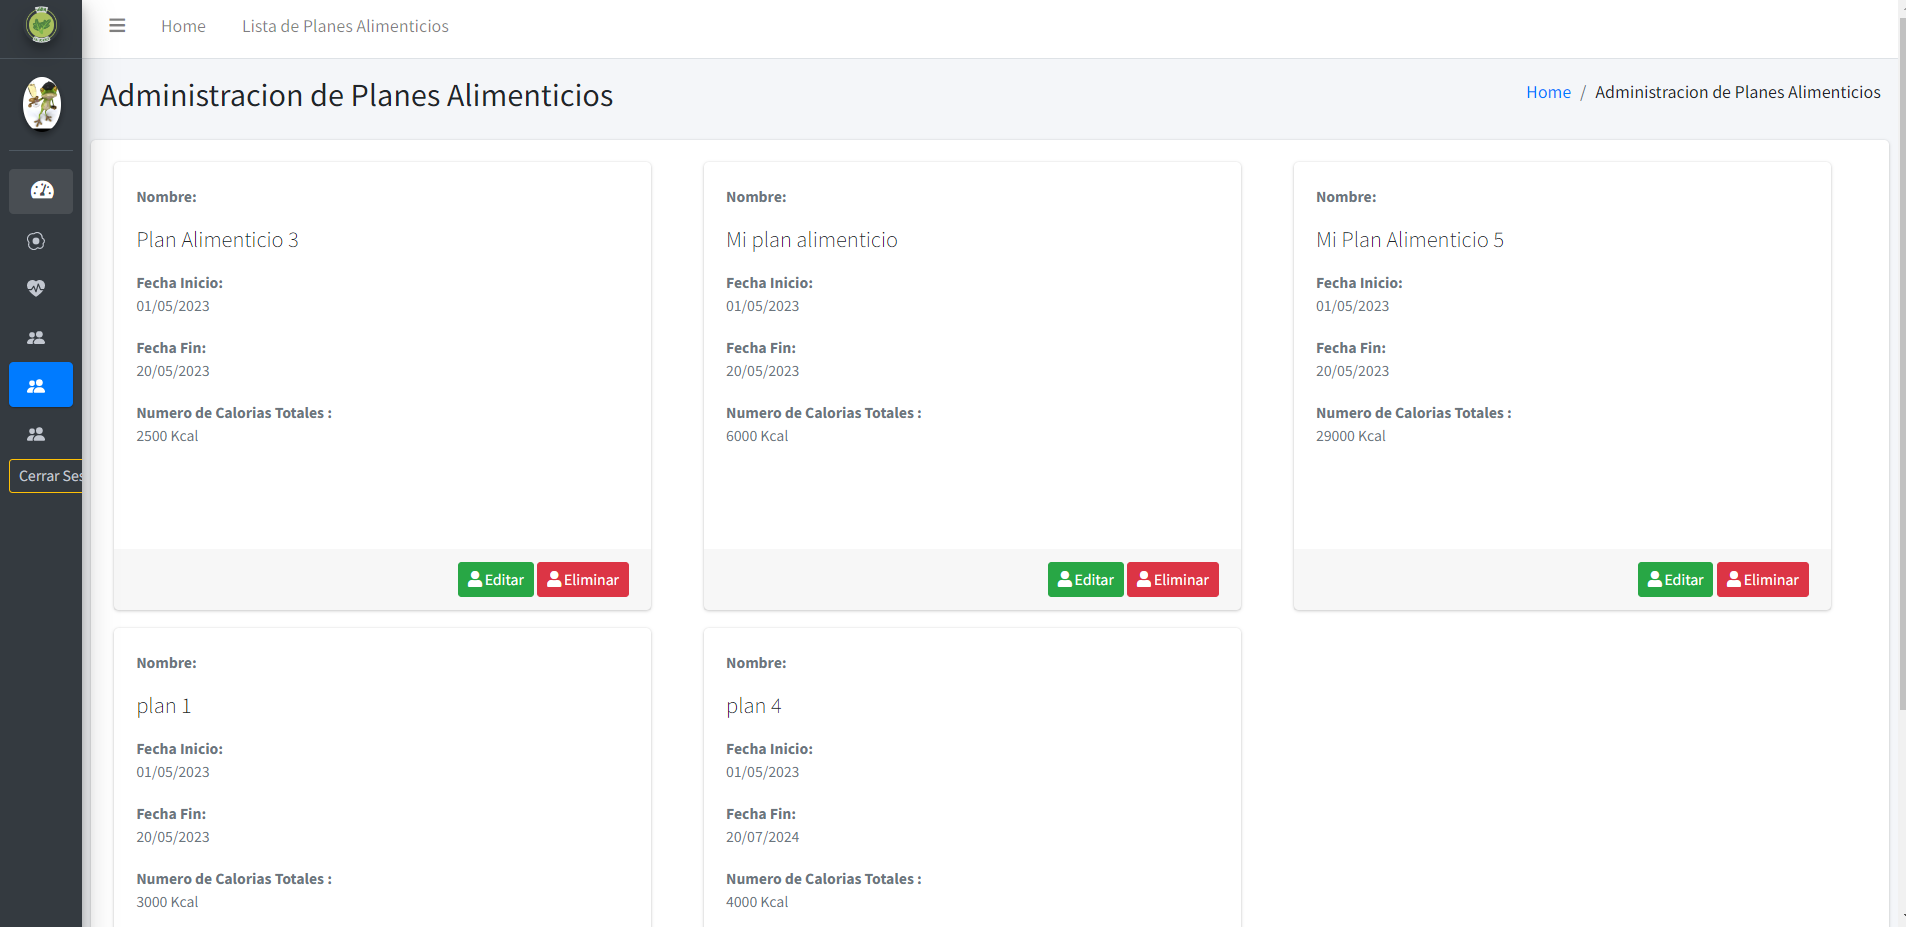 Home
Lista de Planes Alimenticios
Administracion de Planes Alimenticios
Home / Administracion de Planes Alimenticios
Cerrar Ses
Nombre:
Plan Alimenticio 3
Fecha Inicio:
01/05/2023
Fecha Fin:
20/05/2023
Numero de Calorias Totales :
2500 Kcal
Editar
Eliminar
Nombre:
Mi plan alimenticio
Fecha Inicio:
01/05/2023
Fecha Fin:
20/05/2023
Numero de Calorias Totales :
6000 Kcal
Editar
Eliminar
Nombre:
Mi Plan Alimenticio 5
Fecha Inicio:
01/05/2023
Fecha Fin:
20/05/2023
Numero de Calorias Totales :
29000 Kcal
Editar
Eliminar
Nombre:
plan 1
Fecha Inicio:
01/05/2023
Fecha Fin:
20/05/2023
Numero de Calorias Totales :
3000 Kcal
Nombre:
plan 4
Fecha Inicio:
01/05/2023
Fecha Fin:
20/07/2024
Numero de Calorias Totales :
4000 Kcal